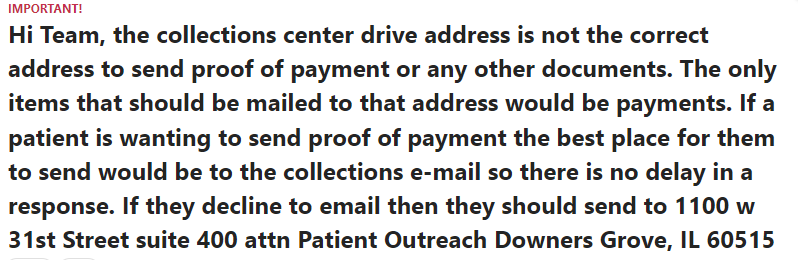 IMPORTANT!
Hi Team, the collections center drive address is not the correct
address to send proof of payment or any other documents. The only
items that should be mailed to that address would be payments. If a
patient is wanting to send proof of payment the best place for them
to send would be to the collections e-mail so there is no delay in a
response. If they decline to email then they should send to 1100 w
31st Street suite 400 attn Patient Outreach Downers Grove, IL 60515